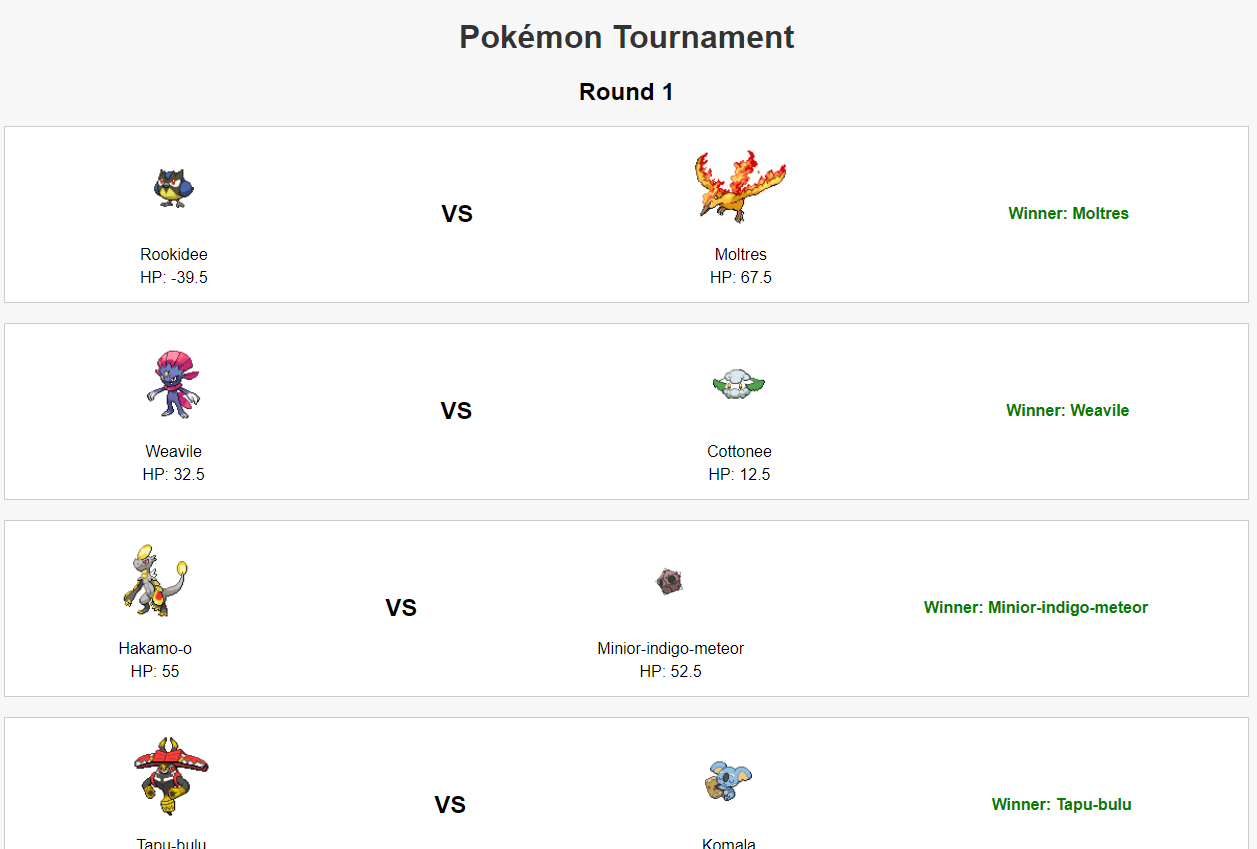 Pokémon Tournament
Round 1
Rookidee
HP: -39.5
VS
Moltres
HP: 67.5
Winner: Moltres
Weavile
HP: 32.5
VS
Cottonee
HP: 12.5
Winner: Weavile
Hakamo-o
HP: 55
VS
Minior-indigo-meteor
HP: 52.5
Winner: Minior-indigo-meteor
Tapu-bulu
VS
Komala
Winner: Tapu-bulu